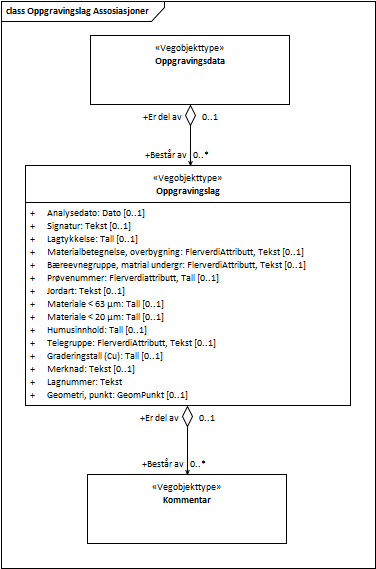 class Oppgravingslag Assosiasjoner
«Vegobjekttype»
Oppgravingsdata
+Er del av 0..1
+Består av 0..*
«Vegobjekttype»
Oppgravingslag
+ Analysedato: Dato [0..1]
+ Signatur: Tekst [0..1]
+ Lagtykkelse: Tall [0..1]
+ Materialbetegnelse, overbygning: FlerverdiAttributt, Tekst [0..1]
+ Bæreevnegruppe, matrial undergr: FlerverdiAttributt, Tekst [0..1]
+ Prøvenummer: FlerverdiAttributt, Tall [0..1]
+ Jordart: Tekst [0..1]
+ Materiale < 63 µm: Tall [0..1]
+ Materiale < 20 µm: Tall [0..1]
+ Humusinnhold: Tall [0..1]
+ Telegruppe: FlerverdiAttributt, Tekst [0..1]
+ Graderingstall (Cu): Tall [0..1]
+ Merknad: Tekst [0..1]
+ Lagnummer: Tekst
+ Geometri, punkt: GeomPunkt [0..1]
+Er del av 0..1
+Består av 0..*
«Vegobjekttype»
Kommentar